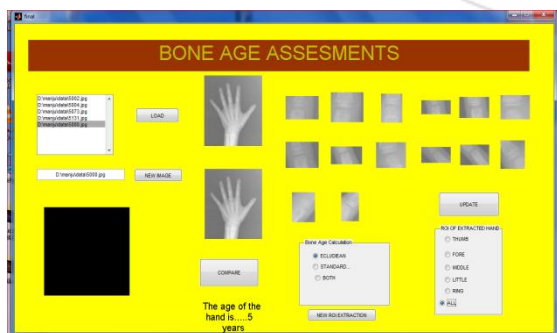 final
BONE AGE ASSESMENTS
D:\manju\data\5002.jpg
D:\manju\data\5004.jpg
D:\manju\data\5073.jpg
D:\manju\data\5131.jpg
D:\manju\data\5000.jpg
LOAD
D:\manju\data\5000.jpg
NEW IMAGE
UPDATE
Bone Age Calculation
ECLUDIEAN
STANDARD...
BOTH
ROI OF EXTRACTED HAND
THUMB
FORE
MIDDLE
LITTLE
RING
ALL
COMPARE
NEW ROI EXTRACTION
The age of the
hand is.....5
years